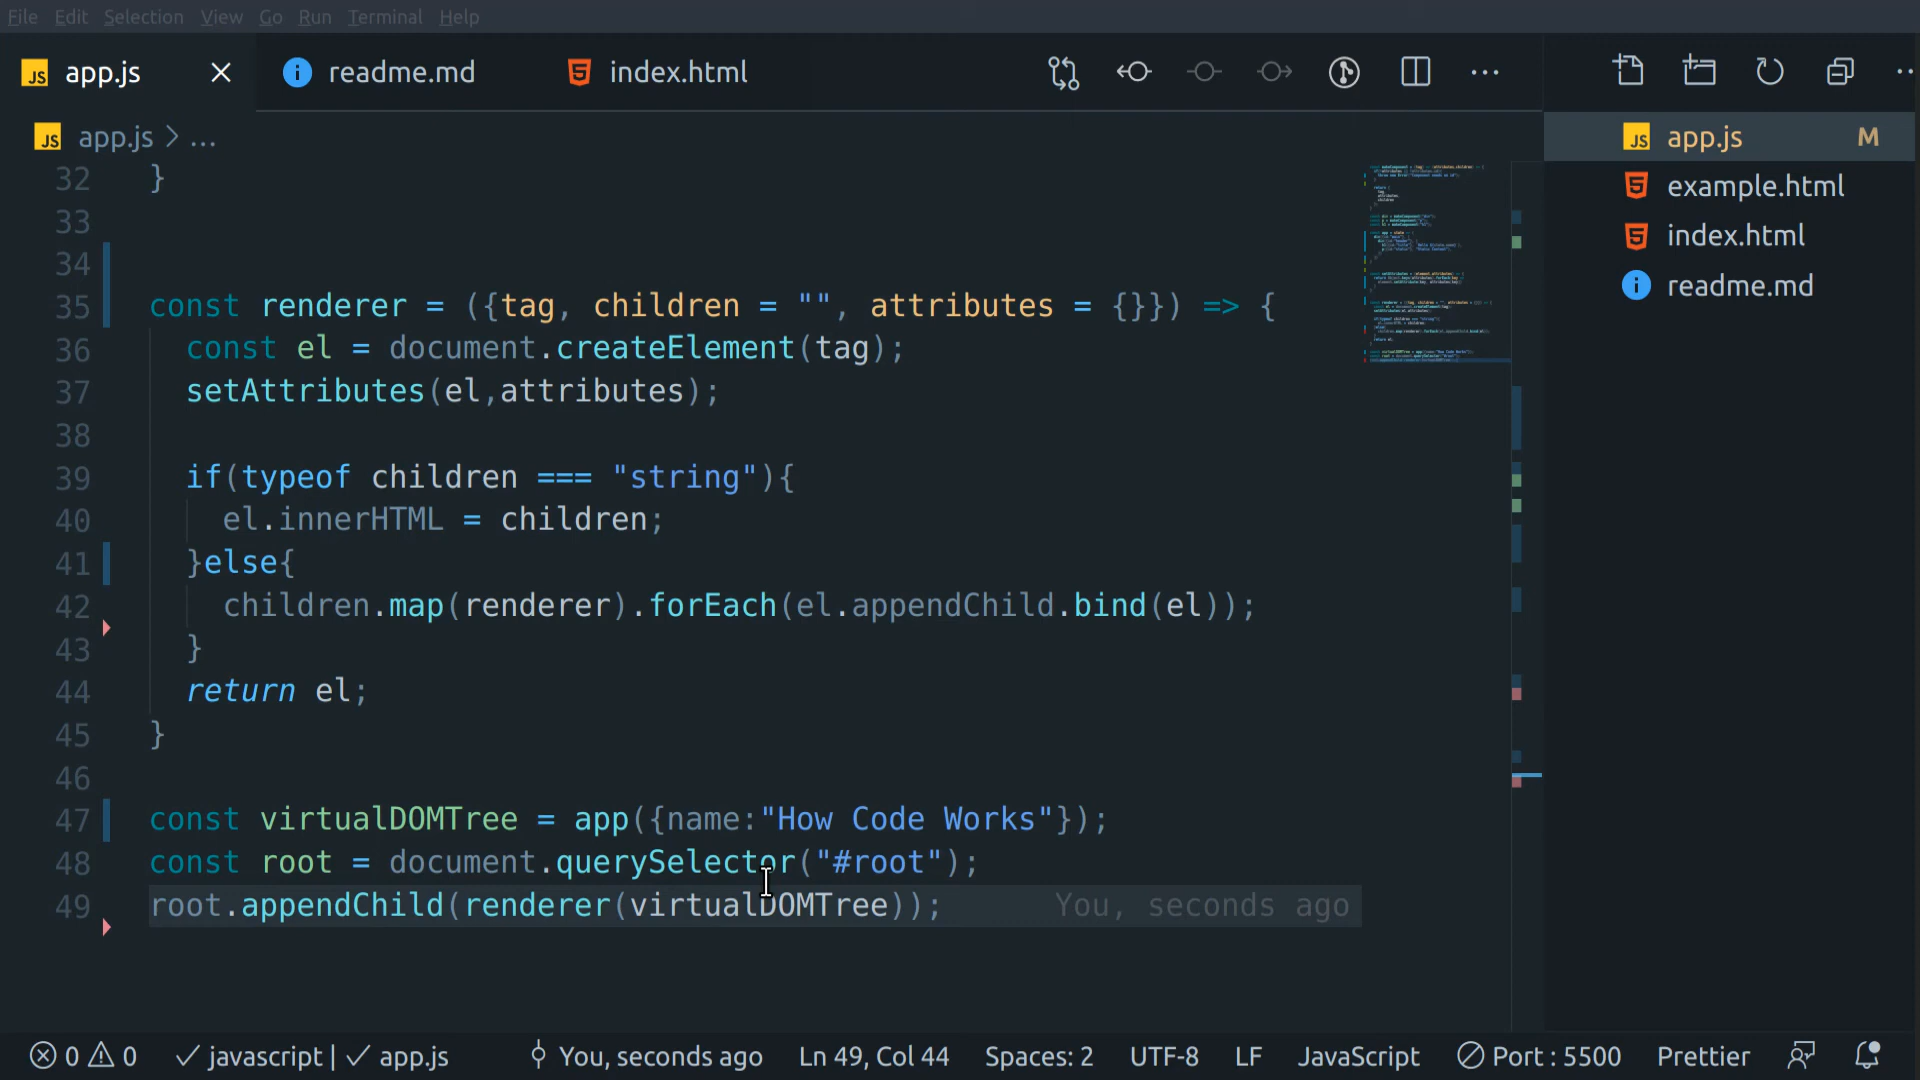 File Edit Selection View Go Run Terminal Help
JS app.js readme.md index.html
JS app.js > ...
JS app.js M
example.html
index.html
readme.md
32 }
33
34
35 const renderer = ({tag, children = "", attributes = {}}) => {
36 const el = document.createElement(tag);
37 setAttributes(el,attributes);
38
39 if(typeof children === "string"){
40 el.innerHTML = children;
41 }else{
42 children.map(renderer).forEach(el.appendChild.bind(el));
43 }
44 return el;
45 }
46
47 const virtualDOMTree = app({name:"How Code Works"});
48 const root = document.querySelector("#root");
49 root.appendChild(renderer(virtualDOMTree)); You, seconds ago
0 0 javascript | app.js You, seconds ago Ln 49, Col 44 Spaces: 2 UTF-8 LF JavaScript Port : 5500 Prettier